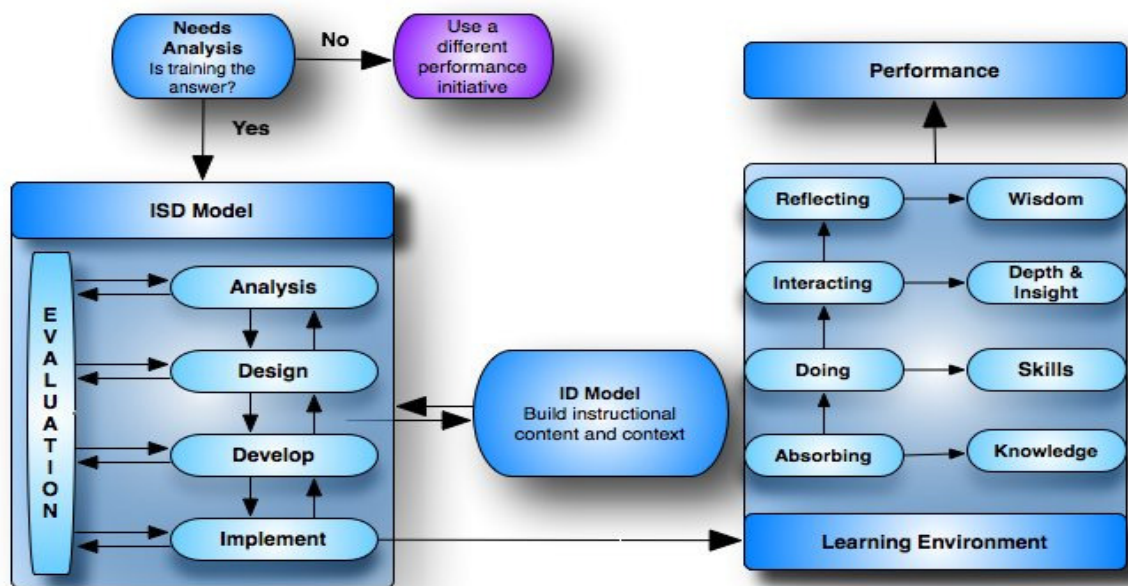 Needs
Analysis
Is training the
answer?
No
Use a
different
performance
initiative
Yes
ISD Model
EVALUATION
Analysis
Design
Develop
Implement
ID Model
Build instructional
content and context
Performance
Reflecting
Wisdom
Interacting
Depth &
Insight
Doing
Skills
Absorbing
Knowledge
Learning Environment